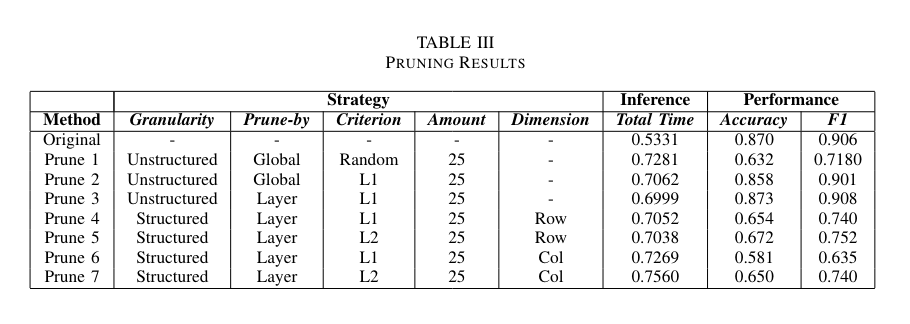 TABLE III
PRUNING RESULTS
Strategy Inference Performance
Method Granularity Prune-by Criterion Amount Dimension Total Time Accuracy F1
Original - - - - - 0.5331 0.870 0.906
Prune 1 Unstructured Global Random 25 - 0.7281 0.632 0.7180
Prune 2 Unstructured Global L1 25 - 0.7062 0.858 0.901
Prune 3 Unstructured Layer L1 25 - 0.6999 0.873 0.908
Prune 4 Structured Layer L1 25 Row 0.7052 0.654 0.740
Prune 5 Structured Layer L2 25 Row 0.7038 0.672 0.752
Prune 6 Structured Layer L1 25 Col 0.7269 0.581 0.635
Prune 7 Structured Layer L2 25 Col 0.7560 0.650 0.740